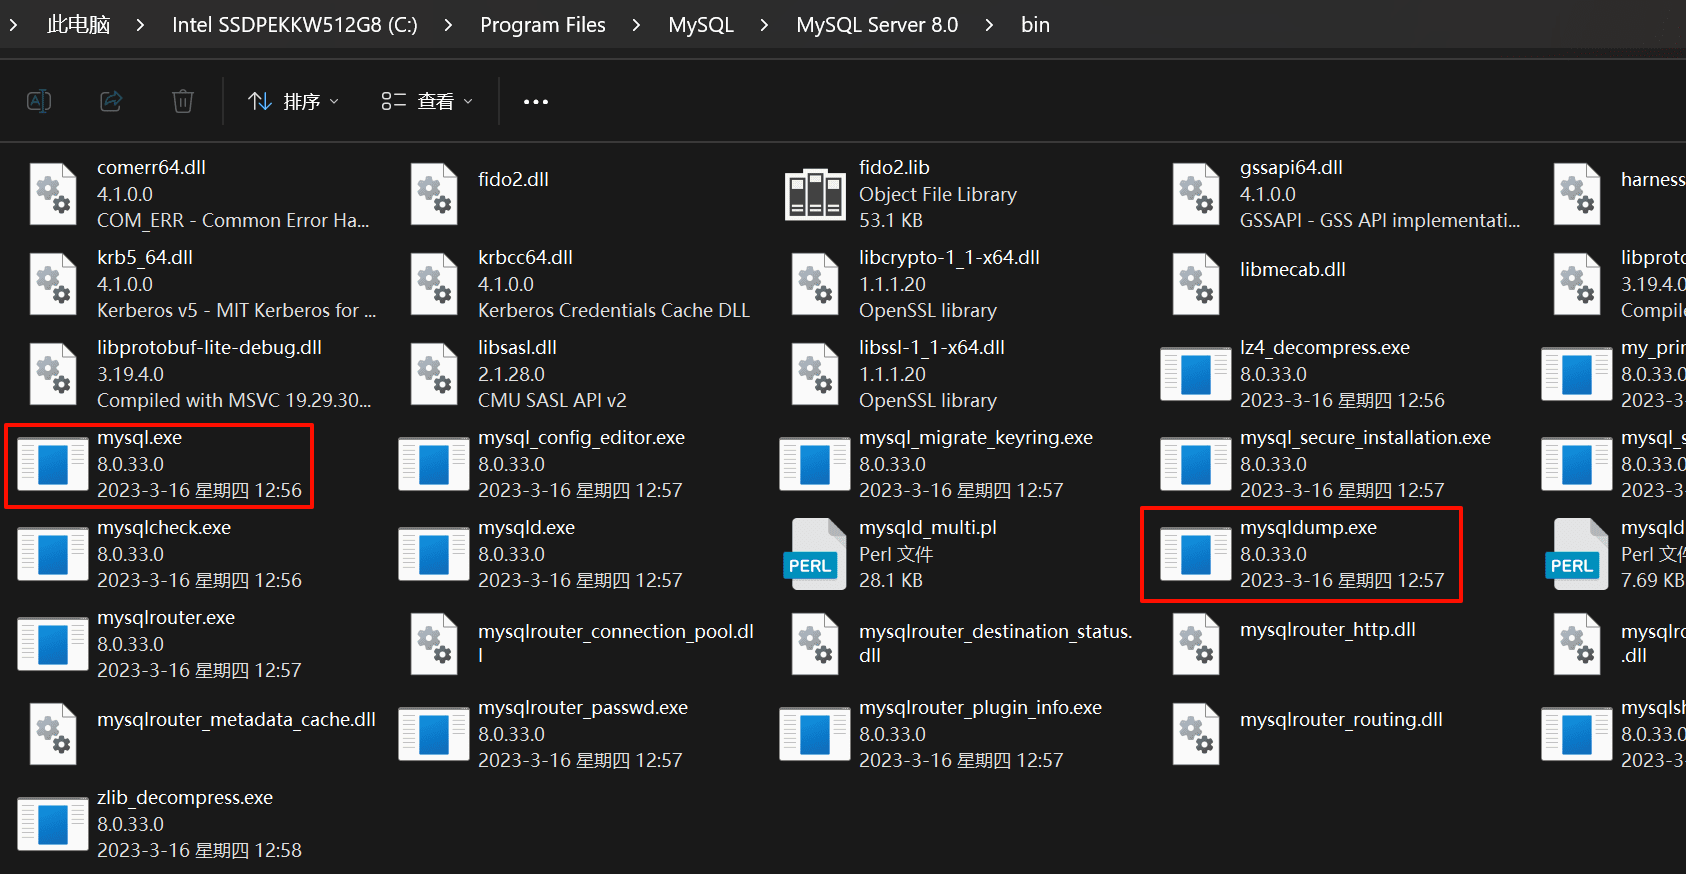 此电脑 Intel SSDPEKKW512G8 (C:) Program Files MySQL MySQL Server 8.0 bin
排序 查看
comerr64.dll
4.1.0.0
COM_ERR - Common Error Ha...
fido2.dll
fido2.lib
Object File Library
53.1 KB
gssapi64.dll
4.1.0.0
GSSAPI - GSS API implementati...
harness
krb5_64.dll
4.1.0.0
Kerberos v5 - MIT Kerberos for ...
krbcc64.dll
4.1.0.0
Kerberos Credentials Cache DLL
libcrypto-1_1-x64.dll
1.1.1.20
OpenSSL library
libmecab.dll
libproto
3.19.4.0
Compile
libprotobuf-lite-debug.dll
3.19.4.0
Compiled with MSVC 19.29.30...
libsasl.dll
2.1.28.0
CMU SASL API v2
libssl-1_1-x64.dll
1.1.1.20
OpenSSL library
lz4_decompress.exe
8.0.33.0
2023-3-16 星期四 12:56
my_prin
8.0.33.0
2023-3-
mysql.exe
8.0.33.0
2023-3-16 星期四 12:56
mysql_config_editor.exe
8.0.33.0
2023-3-16 星期四 12:57
mysql_migrate_keyring.exe
8.0.33.0
2023-3-16 星期四 12:57
mysql_secure_installation.exe
8.0.33.0
2023-3-16 星期四 12:57
mysql_s
8.0.33.0
2023-3-
mysqlcheck.exe
8.0.33.0
2023-3-16 星期四 12:56
mysqld.exe
8.0.33.0
2023-3-16 星期四 12:57
mysqld_multi.pl
Perl 文件
28.1 KB
PERL
mysqldump.exe
8.0.33.0
2023-3-16 星期四 12:57
mysqld
Perl 文件
7.69 KB
PERL
mysqlrouter.exe
8.0.33.0
2023-3-16 星期四 12:57
mysqlrouter_connection_pool.dl
l
mysqlrouter_destination_status.
dll
mysqlrouter_http.dll
mysqlro
.dll
mysqlrouter_metadata_cache.dll
mysqlrouter_passwd.exe
8.0.33.0
2023-3-16 星期四 12:57
mysqlrouter_plugin_info.exe
8.0.33.0
2023-3-16 星期四 12:57
mysqlrouter_routing.dll
mysqlsh
8.0.33.0
2023-3-
zlib_decompress.exe
8.0.33.0
2023-3-16 星期四 12:58